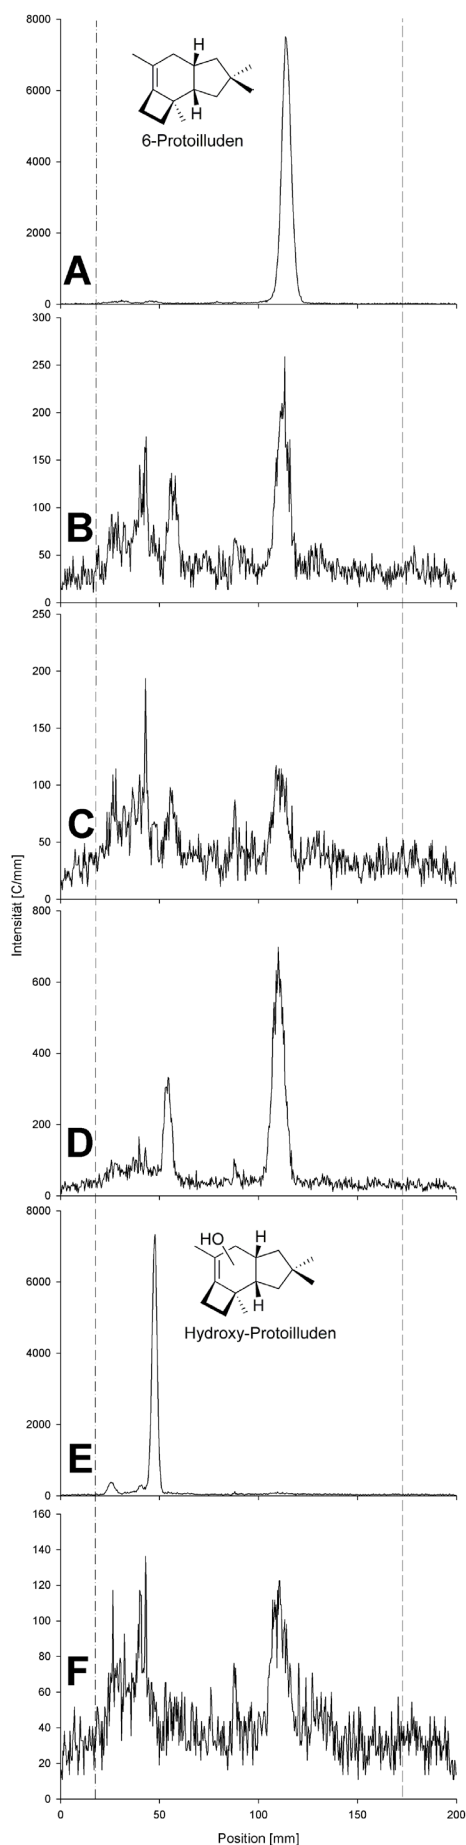 8000
H
H
6-Protoilluden
6000
4000
2000
A
0
300
250
200
150
100
B
50
0
250
200
150
100
C
50
0
Intensität [C/mm]
800
600
400
200
D
0
8000
HO
H
H
Hydroxy-Protoilluden
6000
4000
2000
E
0
160
140
120
100
80
F
60
40
20
0
0 50 100 150 200
Position [mm]